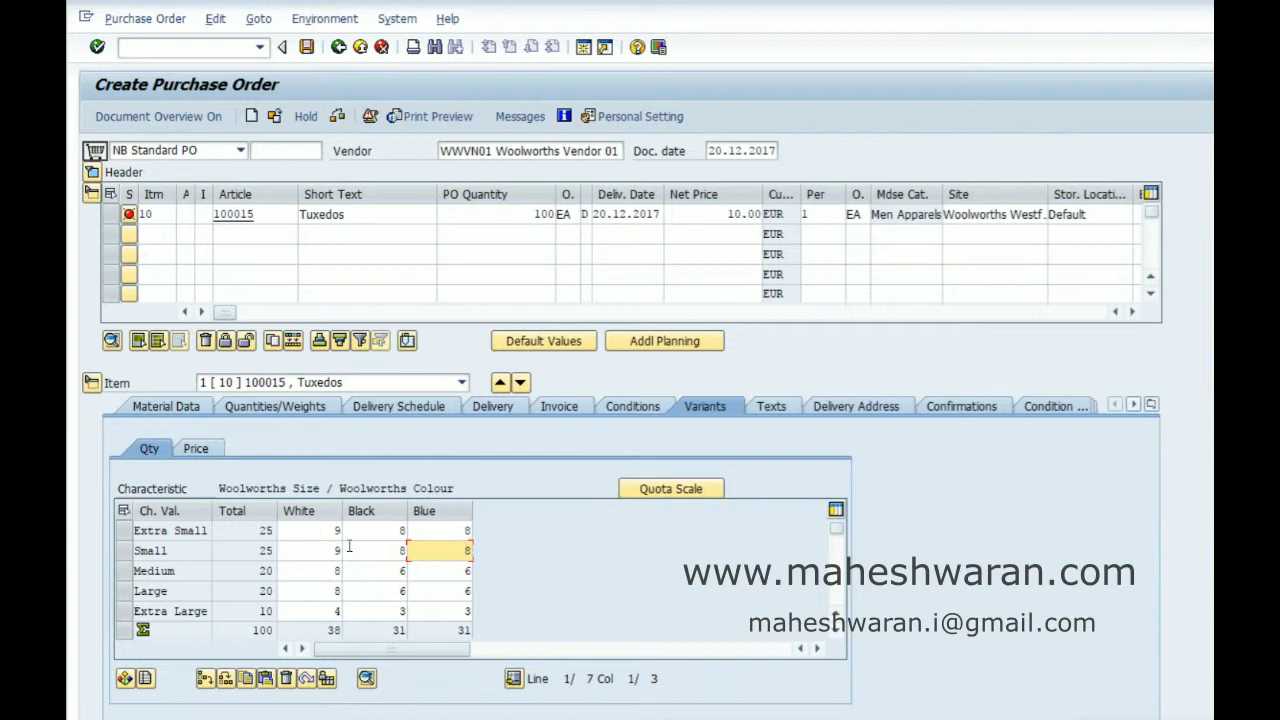 Purchase Order Edit Goto Environment System Help
Create Purchase Order
Document Overview On Hold Print Preview Messages Personal Setting
NB Standard PO Vendor WWVN01 Woolworths Vendor 01 Doc. date 20.12.2017
Header
S Itm A I Article Short Text PO Quantity O. Deliv. Date Net Price Cu... Per O. Mdse Cat. Site Stor. Locati...
10 100015 Tuxedos 100 EA D 20.12.2017 10.00 EUR 1 EA Men Apparels Woolworths Westf.. Default
EUR
EUR
EUR
EUR
Default Values Addl Planning
Item 1 [ 10 ] 100015 , Tuxedos
Material Data Quantities/Weights Delivery Schedule Delivery Invoice Conditions Variants Texts Delivery Address Confirmations Condition ...
Qty Price
Characteristic Woolworths Size / Woolworths Colour Quota Scale
Ch. Val. Total White Black Blue
Extra Small 25 9 8 8
Small 25 9 8 8
Medium 20 8 6 6
Large 20 8 6 6
Extra Large 10 4 3 3
Σ 100 38 31 31
www.maheshwaran.com
maheshwaran.i@gmail.com
Line 1/ 7 Col 1/ 3